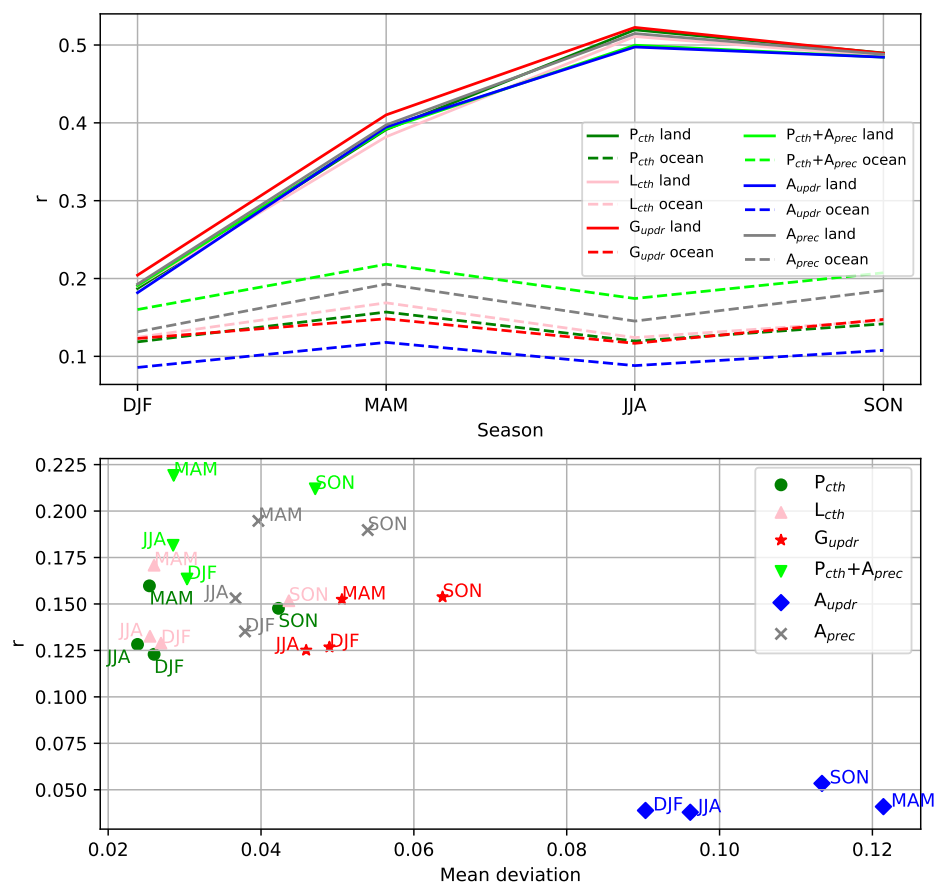 0.5
0.4
0.3
0.2
0.1
r
P_cth land
P_cth ocean
L_cth land
L_cth ocean
G_updr land
G_updr ocean
P_cth+A_prec land
P_cth+A_prec ocean
A_updr land
A_updr ocean
A_prec land
A_prec ocean
DJF MAM JJA SON
Season
0.225
0.200
0.175
0.150
0.125
0.100
0.075
0.050
r
MAM
SON
MAM
SON
JJA
MAM
DJF
JJA
MAM
SON
MAM
SON
SON
DJF
JJA
DJF
JJA
DJF
JJA
DJF
SON
MAM
DJF
JJA
P_cth
L_cth
G_updr
P_cth+A_prec
A_updr
A_prec
0.02 0.04 0.06 0.08 0.10 0.12
Mean deviation